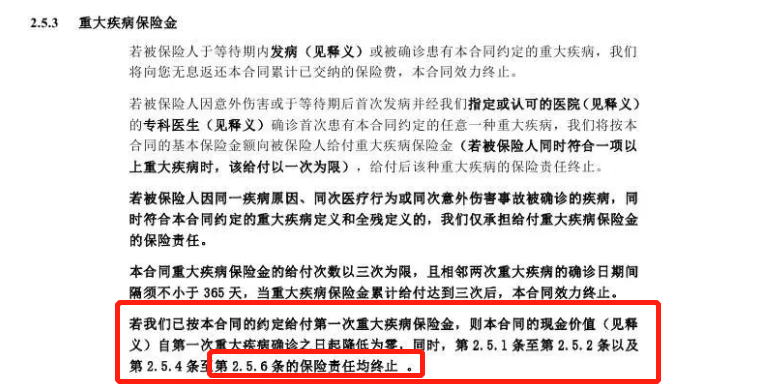 2.5.3 重大疾病保险金
若被保险人于等待期内发病（见释义）或被确诊患有本合同约定的重大疾病，我们
将向您无息返还本合同累计已交纳的保险费，本合同效力终止。
若被保险人因意外伤害或于等待期后首次发病并经我们指定或认可的医院（见释义）
的专科医生（见释义）确诊首次患有本合同约定的任意一种重大疾病，我们将按本
合同的基本保险金额向被保险人给付重大疾病保险金（若被保险人同时符合一项以
上重大疾病时，该给付以一次为限），给付后该种重大疾病的保险责任终止。
若被保险人因同一疾病原因、同次医疗行为或同次意外伤害事故被确诊的疾病，同
时符合本合同约定的重大疾病定义和全残定义的，我们仅承担给付重大疾病保险金
的保险责任。
本合同重大疾病保险金的给付次数以三次为限，且相邻两次重大疾病的确诊日期间
隔须不小于 365 天，当重大疾病保险金累计给付达到三次后，本合同效力终止。
若我们已按本合同的约定给付第一次重大疾病保险金，则本合同的现金价值（见释
义）自第一次重大疾病确诊之日起降低为零，同时，第 2.5.1 条至第 2.5.2 条以及
第 2.5.4 条至第 2.5.6 条的保险责任均终止 。